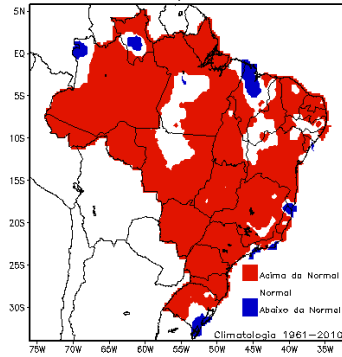 5N
EQ
5S
10S
15S
20S
25S
30S
75W 70W 65W 60W 55W 50W 45W 40W 35W
Acima da Normal
Normal
Abaixo da Normal
Climatologia 1961–2010